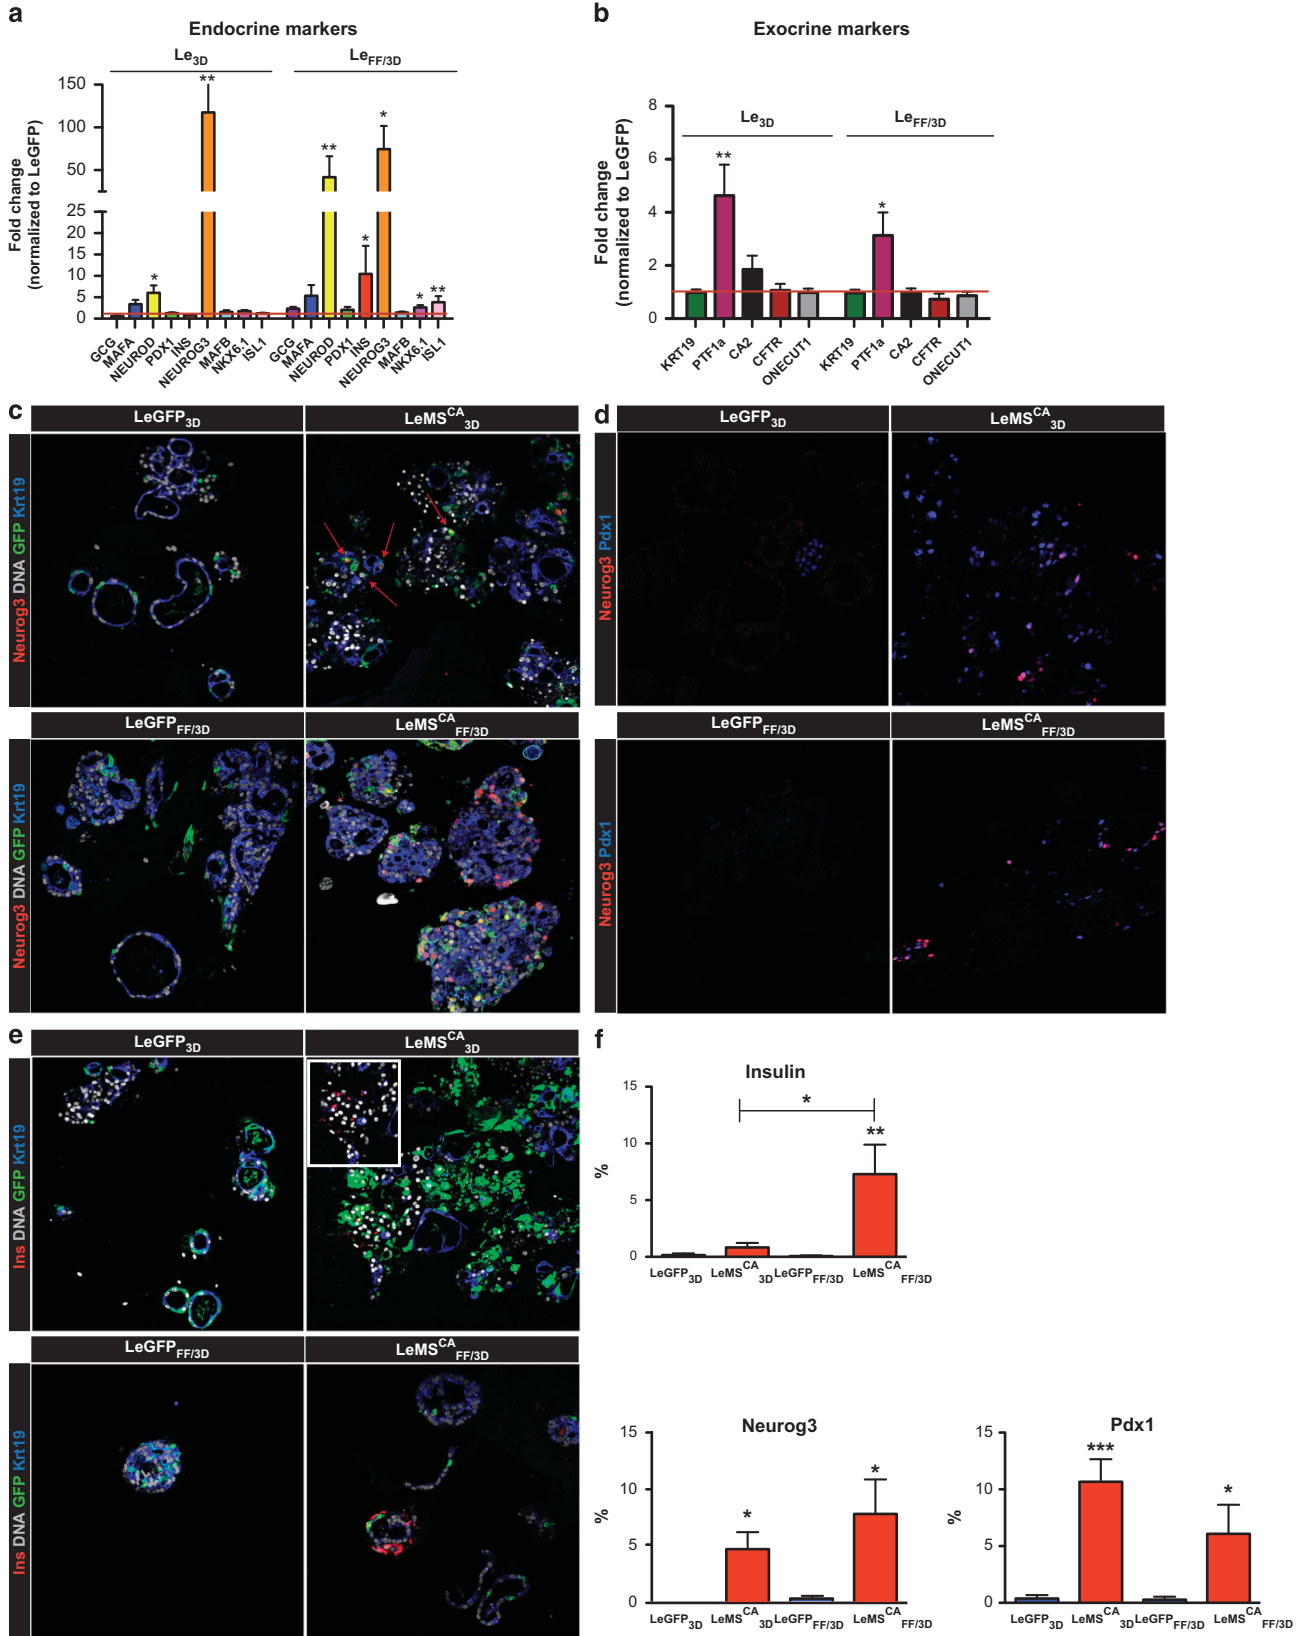 a
Endocrine markers
Le3D
LeFF/3D
Fold change
(normalized to LeGFP)
150
100
50
25
20
15
10
5
0
**
*
**
*
*
*
**
GCG
MAFA
NEUROD
PDX1
INS
NEUROG3
MAFB
NKX6.1
ISL1
GCG
MAFA
NEUROD
PDX1
INS
NEUROG3
MAFB
NKX6.1
ISL1
b
Exocrine markers
Le3D
LeFF/3D
Fold change
(normalized to LeGFP)
8
6
4
2
0
**
*
KRT19
PTF1a
CA2
CFTR
ONECUT1
KRT19
PTF1a
CA2
CFTR
ONECUT1
c
LeGFP3D
LeMSCA3D
Neurog3 DNA GFP Krt19
LeGFPFF/3D
LeMSCAFF/3D
Neurog3 DNA GFP Krt19
d
LeGFP3D
LeMSCA3D
Neurog3 Pdx1
LeGFPFF/3D
LeMSCAFF/3D
Neurog3 Pdx1
e
LeGFP3D
LeMSCA3D
Ins DNA GFP Krt19
LeGFPFF/3D
LeMSCAFF/3D
Ins DNA GFP Krt19
f
Insulin
%
15
10
5
0
*
**
LeGFP3D
LeMSCA3D
LeGFPFF/3D
LeMSCAFF/3D
Neurog3
%
15
10
5
0
*
*
LeGFP3D
LeMSCA3D
LeGFPFF/3D
LeMSCAFF/3D
Pdx1
%
15
10
5
0
***
*
LeGFP3D
LeMSCA3D
LeGFPFF/3D
LeMSCAFF/3D